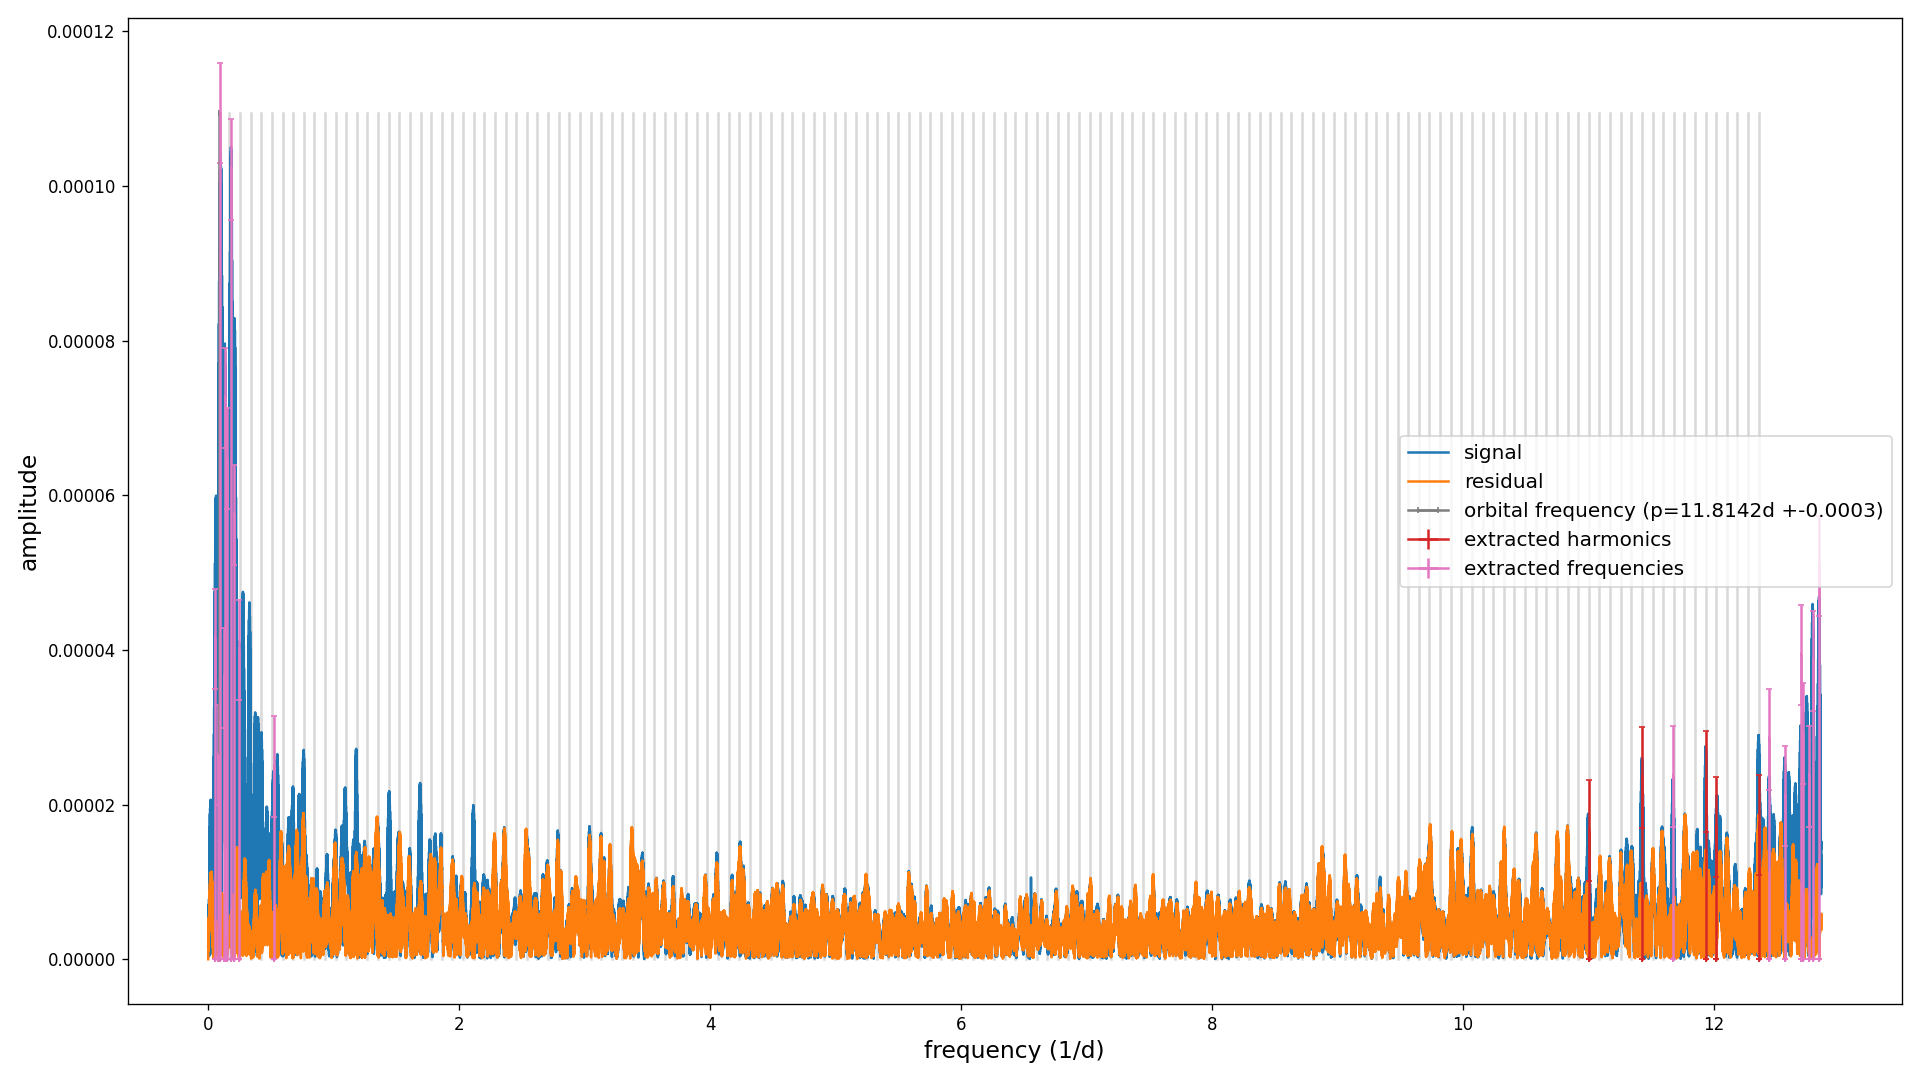 0.00012
0.00010
0.00008
0.00006
0.00004
0.00002
0.00000
amplitude
signal
residual
orbital frequency (p=11.8142d +-0.0003)
extracted harmonics
extracted frequencies
0 2 4 6 8 10 12
frequency (1/d)